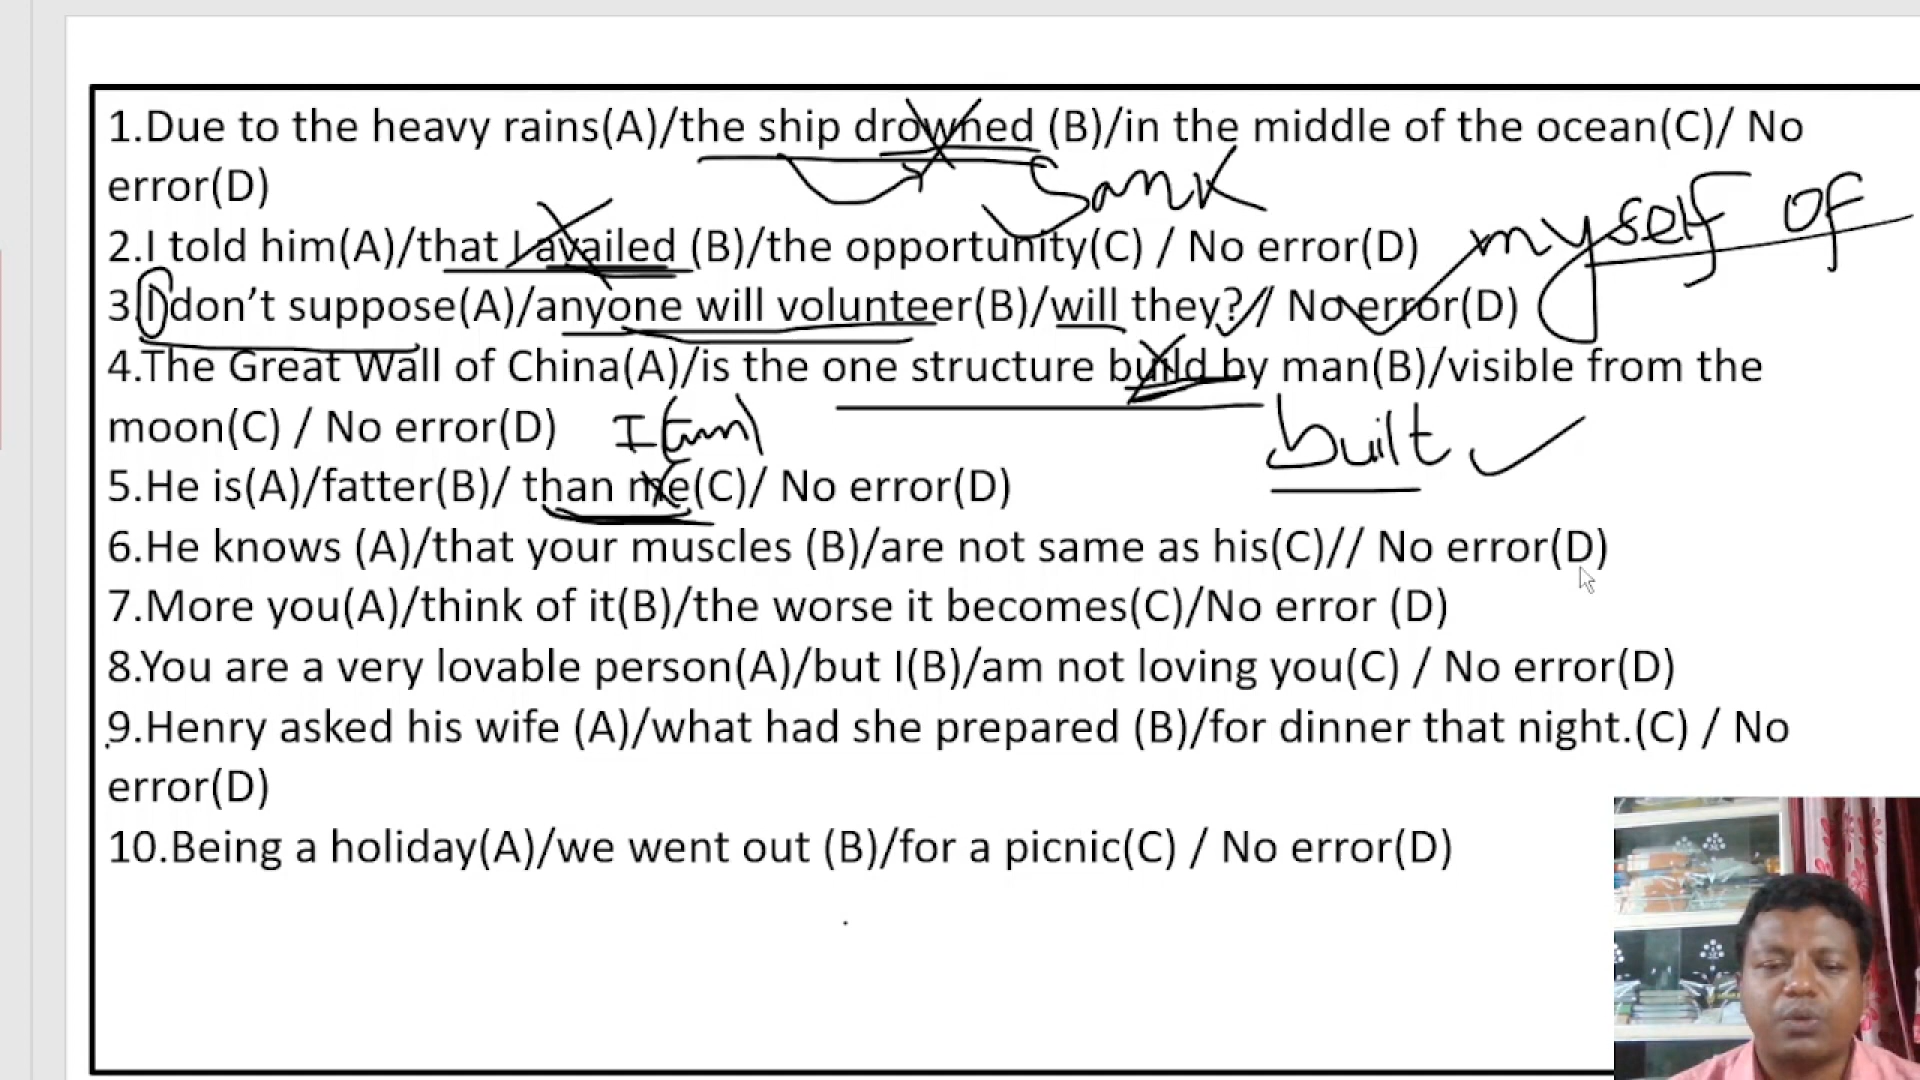 1.Due to the heavy rains(A)/the ship drowned (B)/in the middle of the ocean(C)/ No
error(D)
Sank
myself of
2.I told him(A)/that I availed (B)/the opportunity(C) / No error(D)
3.I don’t suppose(A)/anyone will volunteer(B)/will they?// No error(D)
4.The Great Wall of China(A)/is the one structure build by man(B)/visible from the
moon(C) / No error(D)
I (am)
built
5.He is(A)/fatter(B)/ than me(C)/ No error(D)
6.He knows (A)/that your muscles (B)/are not same as his(C)// No error(D)
7.More you(A)/think of it(B)/the worse it becomes(C)/No error (D)
8.You are a very lovable person(A)/but I(B)/am not loving you(C) / No error(D)
9.Henry asked his wife (A)/what had she prepared (B)/for dinner that night.(C) / No
error(D)
10.Being a holiday(A)/we went out (B)/for a picnic(C) / No error(D)